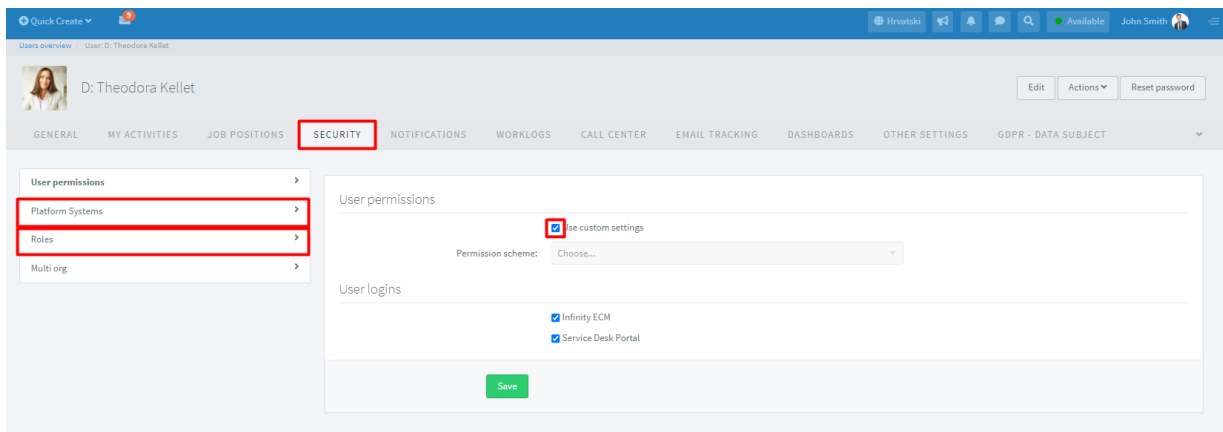 Quick Create
9
Hrvatski
Available
John Smith
Users overview / User: D: Theodora Kellet
D: Theodora Kellet
Edit
Actions
Reset password
GENERAL MY ACTIVITIES JOB POSITIONS SECURITY NOTIFICATIONS WORKLOGS CALL CENTER EMAIL TRACKING DASHBOARDS OTHER SETTINGS GDPR - DATA SUBJECT
User permissions
Platform Systems
Roles
Multi org
User permissions
Use custom settings
Permission scheme: Choose...
User logins
Infinity ECM
Service Desk Portal
Save